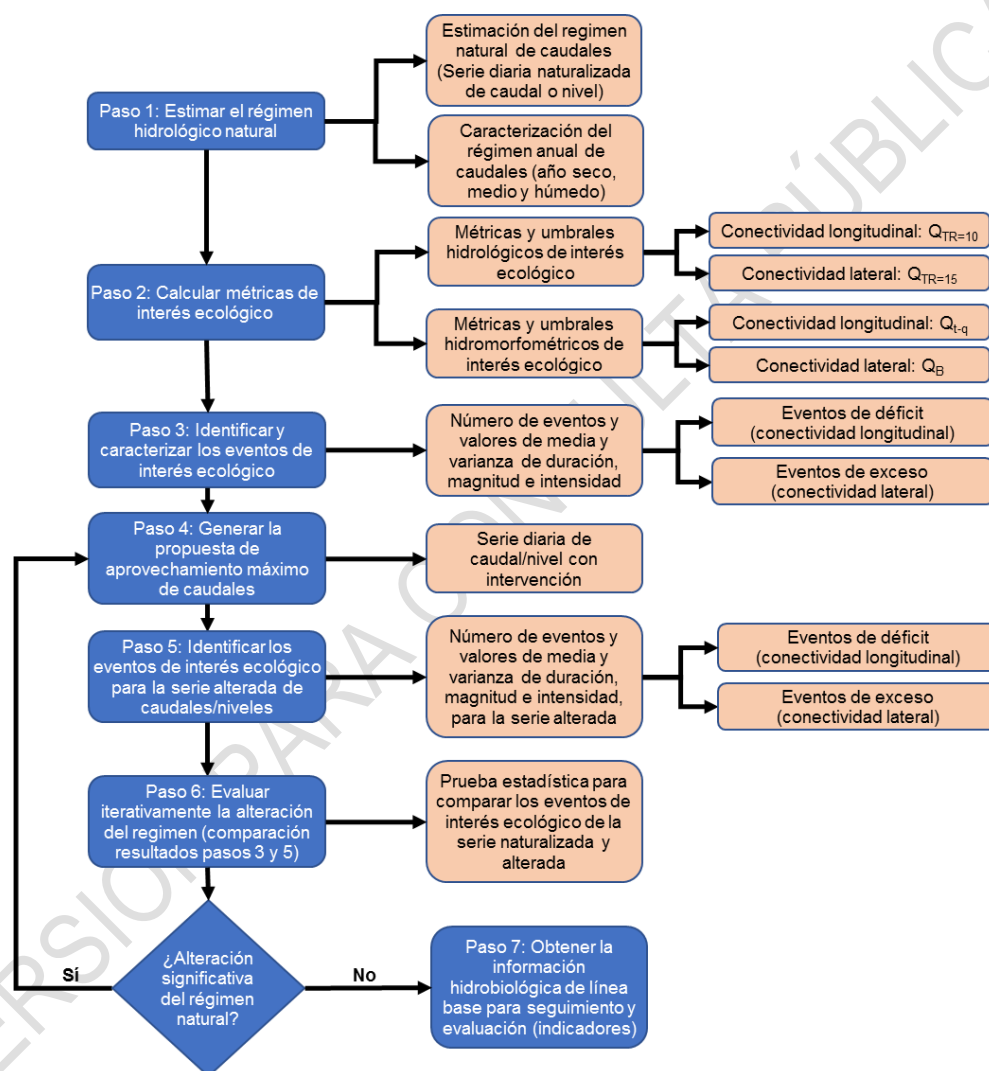 Estimación del regimen
natural de caudales
(Serie diaria naturalizada
de caudal o nivel)
Paso 1: Estimar el régimen
hidrológico natural
Caracterización del
régimen anual de
caudales (año seco,
medio y húmedo)
Métricas y umbrales
hidrológicos de interés
ecológico
Conectividad longitudinal: QTR=10
Conectividad lateral: QTR=15
Paso 2: Calcular métricas de
interés ecológico
Métricas y umbrales
hidromorfométricos de
interés ecológico
Conectividad longitudinal: Qt-q
Conectividad lateral: QB
Paso 3: Identificar y
caracterizar los eventos de
interés ecológico
Número de eventos y
valores de media y
varianza de duración,
magnitud e intensidad
Eventos de déficit
(conectividad longitudinal)
Eventos de exceso
(conectividad lateral)
Paso 4: Generar la
propuesta de
aprovechamiento máximo
de caudales
Serie diaria de
caudal/nivel con
intervención
Paso 5: Identificar los
eventos de interés ecológico
para la serie alterada de
caudales/niveles
Número de eventos y
valores de media y
varianza de duración,
magnitud e intensidad,
para la serie alterada
Eventos de déficit
(conectividad longitudinal)
Eventos de exceso
(conectividad lateral)
Paso 6: Evaluar
iterativamente la alteración
del regimen (comparación
resultados pasos 3 y 5)
Prueba estadística para
comparar los eventos de
interés ecológico de la
serie naturalizada y
alterada
¿Alteración
significativa
del régimen
natural?
Sí
No
Paso 7: Obtener la
información
hidrobiológica de línea
base para seguimiento y
evaluación (indicadores)
VERSION PARA CONSULTA PÚBLICA